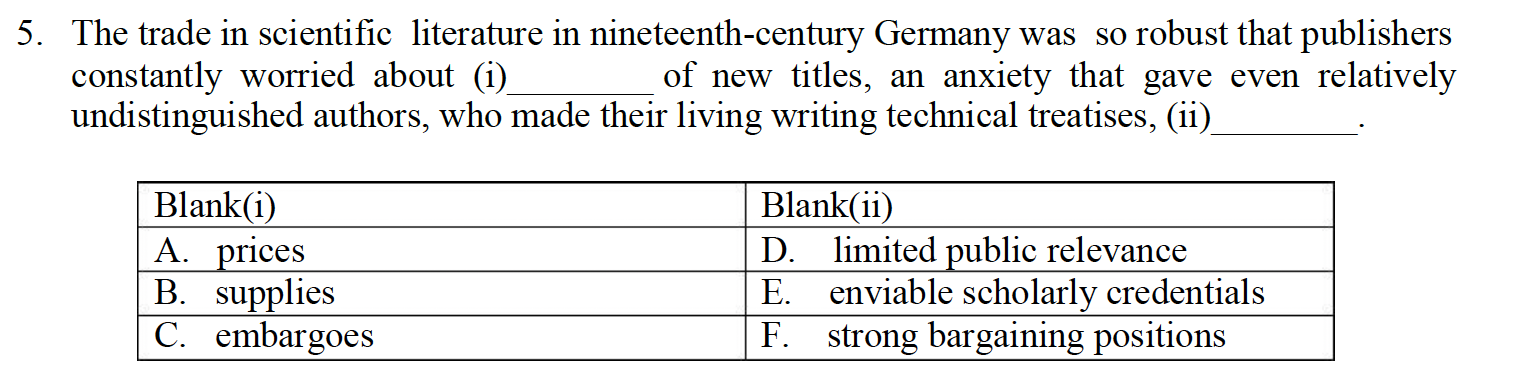 5. The trade in scientific literature in nineteenth-century Germany was so robust that publishers
constantly worried about (i)________ of new titles, an anxiety that gave even relatively
undistinguished authors, who made their living writing technical treatises, (ii)________.
Blank(i) Blank(ii)
A. prices D. limited public relevance
B. supplies E. enviable scholarly credentials
C. embargoes F. strong bargaining positions